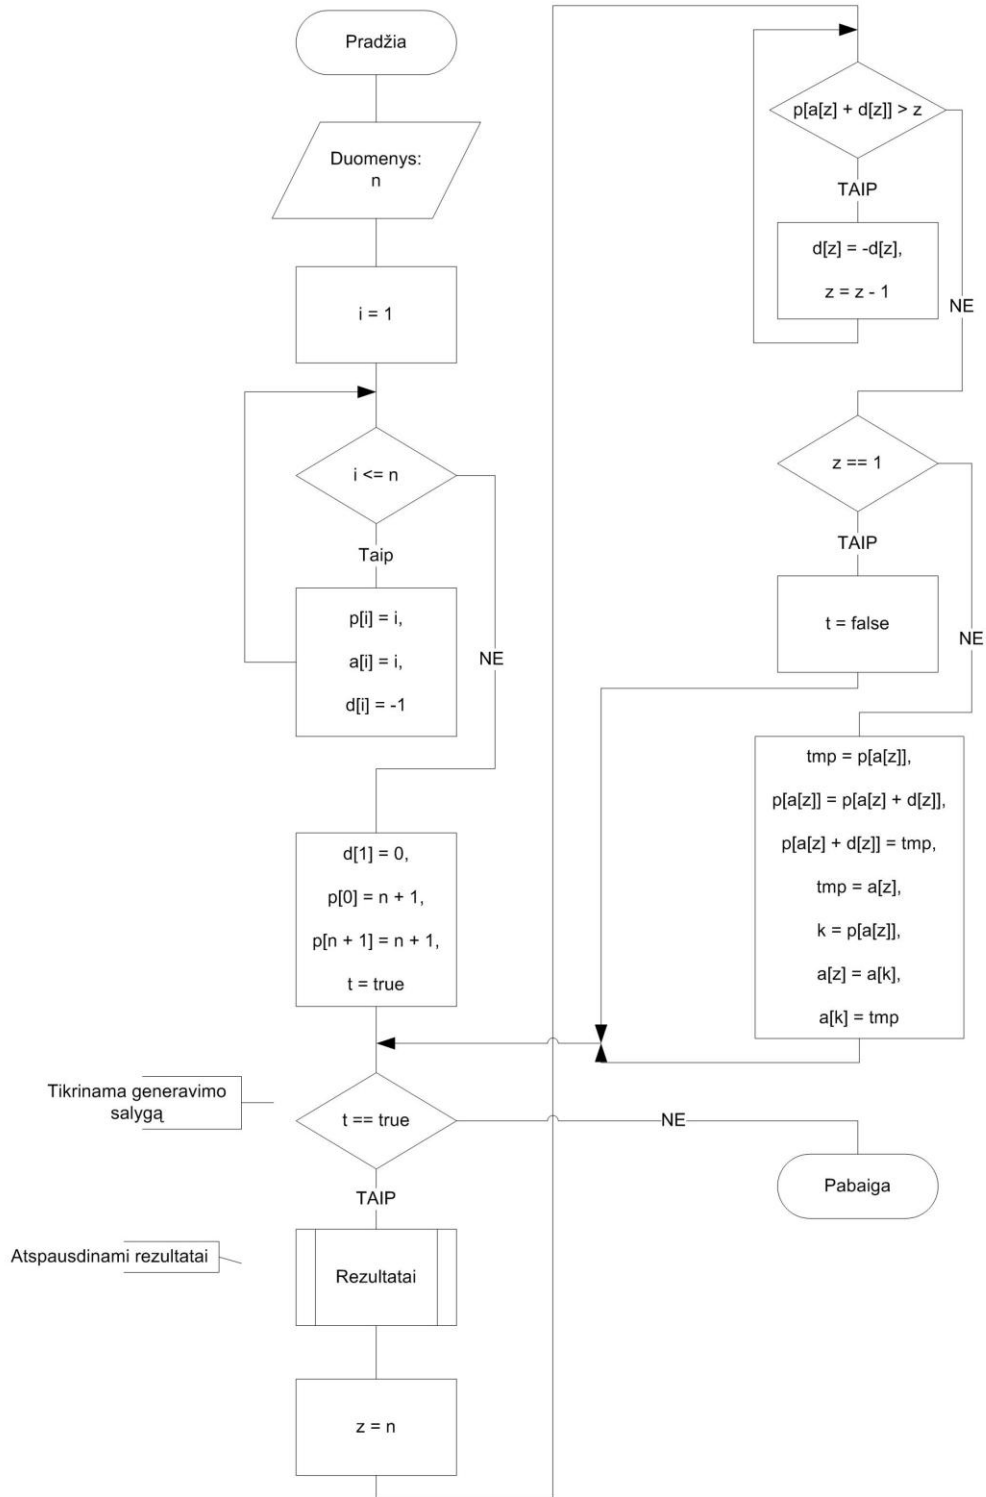 Pradžia
Duomenys:
n
i = 1
i <= n
Taip
NE
p[i] = i,
a[i] = i,
d[i] = -1
d[1] = 0,
p[0] = n + 1,
p[n + 1] = n + 1,
t = true
Tikrinama generavimo
salygą
t == true
NE
TAIP
Atspausdinami rezultatai
Rezultatai
z = n
p[a[z] + d[z]] > z
TAIP
d[z] = -d[z],
z = z - 1
NE
z == 1
TAIP
t = false
NE
tmp = p[a[z]],
p[a[z]] = p[a[z] + d[z]],
p[a[z] + d[z]] = tmp,
tmp = a[z],
k = p[a[z]],
a[z] = a[k],
a[k] = tmp
Pabaiga